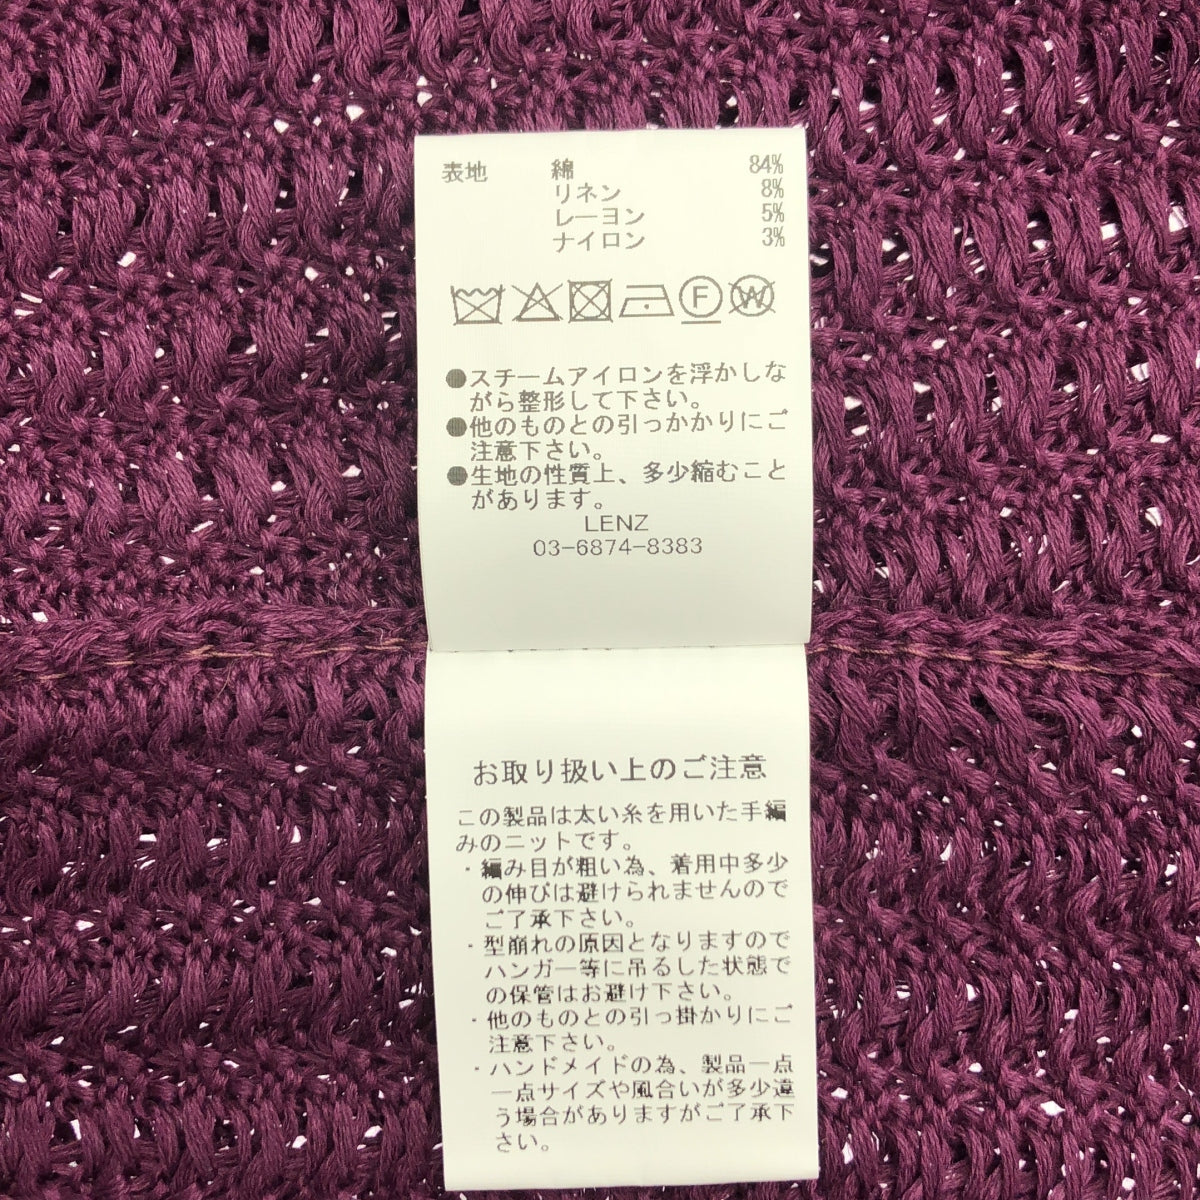 表地 綿 84%
リネン 8%
レーヨン 5%
ナイロン 3%
F W
●スチームアイロンを浮かしな
がら整形して下さい。
●他のものとの引っかかりにご
注意下さい。
●生地の性質上、多少縮むこと
があります。
LENZ
03-6874-8383
お取り扱い上のご注意
この製品は太い糸を用いた手編
みのニットです。
・編み目が粗い為、着用中多少
の伸びは避けられませんので
ご了承下さい。
・型崩れの原因となりますので
ハンガー等に吊るした状態で
の保管はお避け下さい。
・他のものとの引っ掛かりにご
注意下さい。
・ハンドメイドの為、製品一点
一点サイズや風合いが多少違
う場合がありますがご了承下
さい。